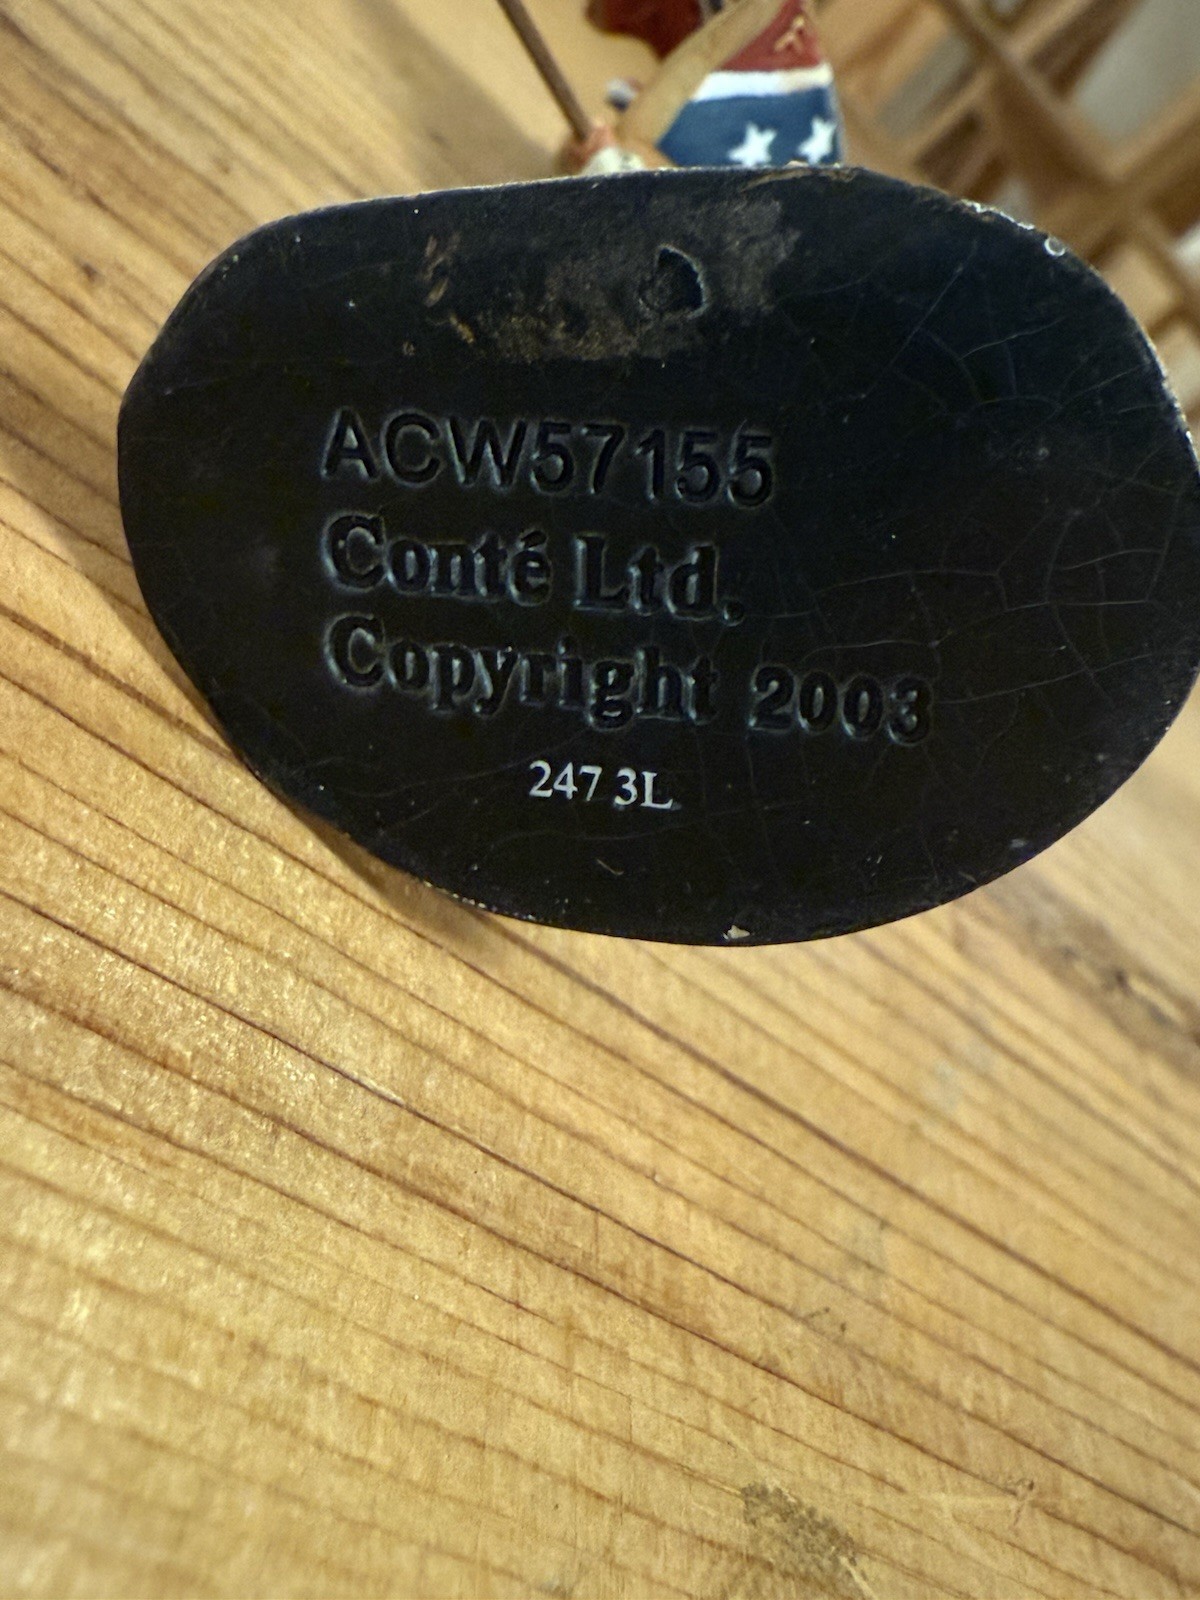 ACW57155
Conté Ltd.
Copyright 2003
247 3L